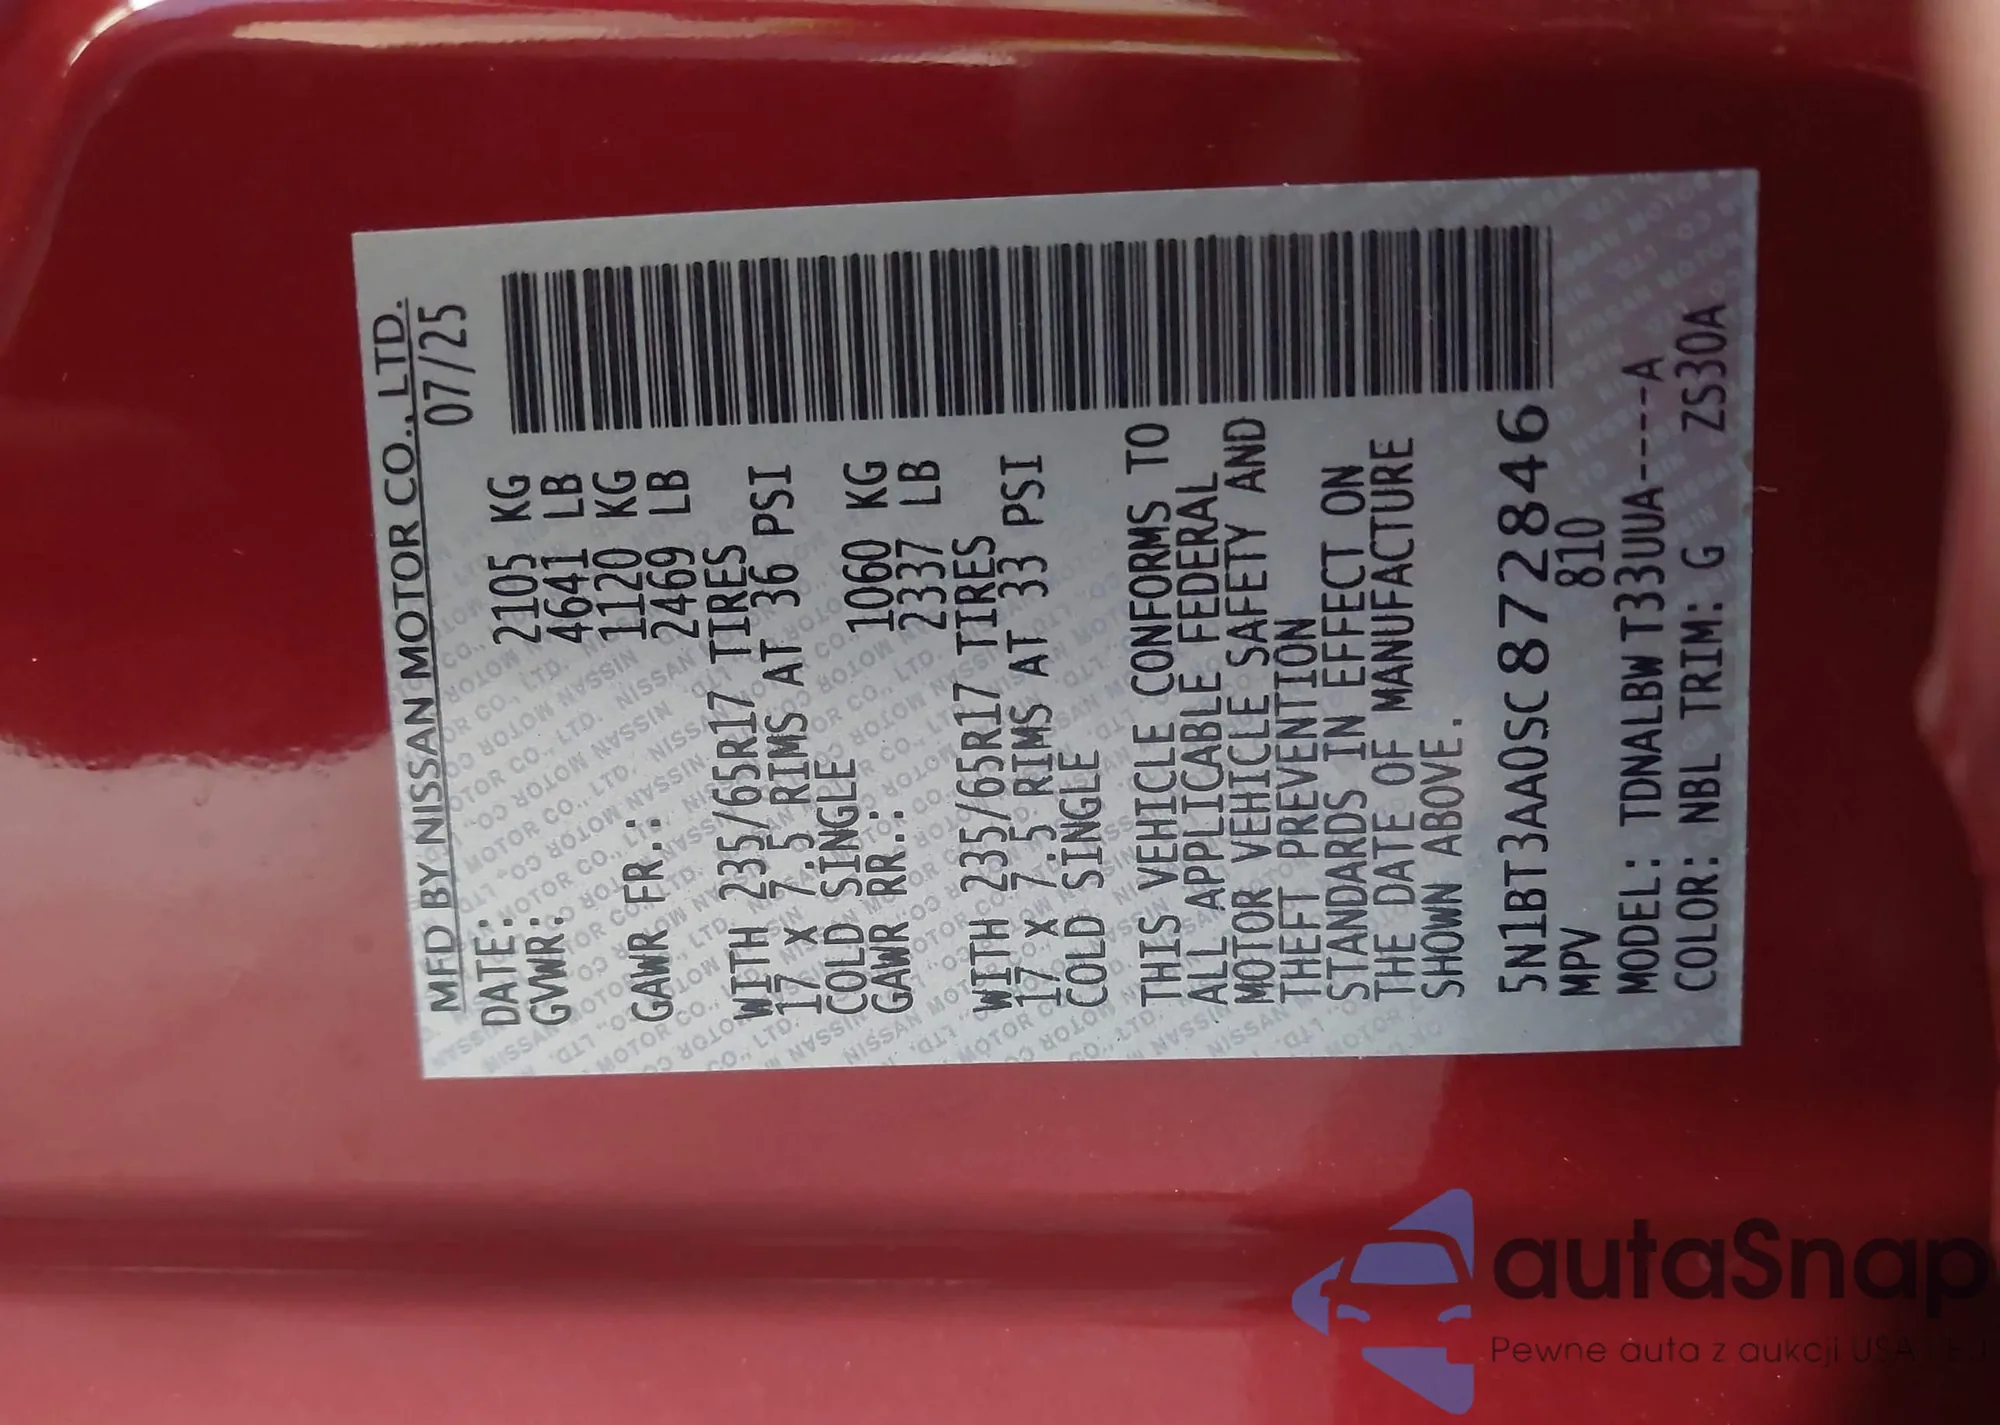 MFD BY NISSAN MOTOR CO., LTD.
DATE: 07/25
GVWR: 2105 KG
4641 LB
GAWR FR.: 1120 KG
2469 LB
WITH 235/65R17 TIRES
17 x 7.5 RIMS AT 36 PSI
COLD SINGLE
GAWR RR.: 1060 KG
2337 LB
WITH 235/65R17 TIRES
17 x 7.5 RIMS AT 33 PSI
COLD SINGLE
THIS VEHICLE CONFORMS TO
ALL APPLICABLE FEDERAL
MOTOR VEHICLE SAFETY AND
THEFT PREVENTION
STANDARDS IN EFFECT ON
THE DATE OF MANUFACTURE
SHOWN ABOVE.
5N1BT3AA0SC872846
MPV 810
MODEL: TDNALBW T33UUA----A
COLOR: NBL TRIM: G ZS30A
autaSnap
Pewne auta z aukcji USA i EU